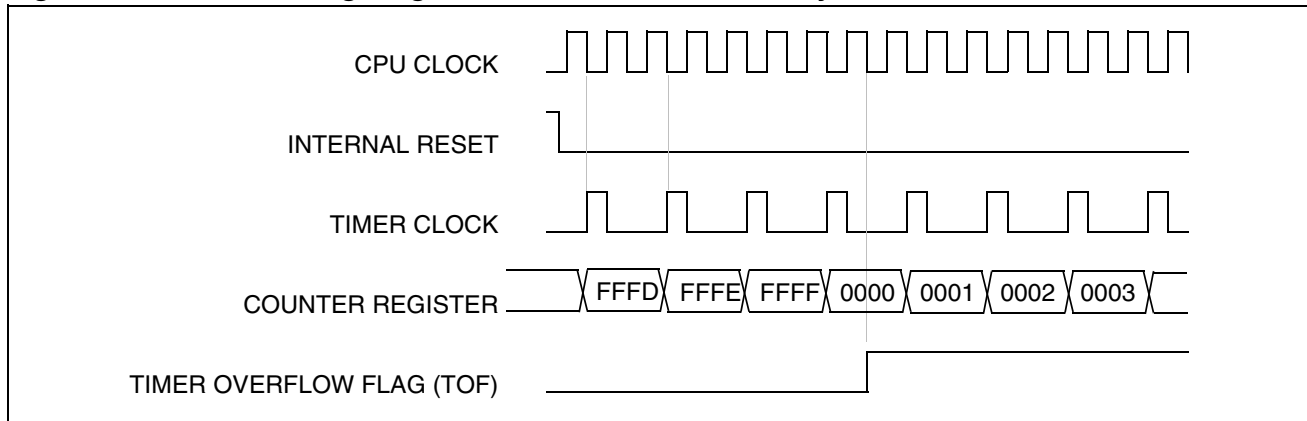 CPU CLOCK
INTERNAL RESET
TIMER CLOCK
COUNTER REGISTER FFFD FFFE FFFF 0000 0001 0002 0003
TIMER OVERFLOW FLAG (TOF)